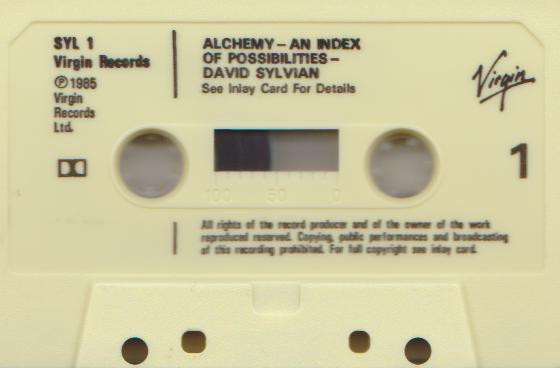 SYL 1
Virgin Records
℗ 1985
Virgin
Records
Ltd.
ALCHEMY – AN INDEX
OF POSSIBILITIES –
DAVID SYLVIAN
See Inlay Card For Details
Virgin
1
100 50 0
All rights of the record producer and of the owner of the work
reproduced reserved. Copying, public performances and broadcasting
of this recording prohibited. For full copyright see inlay card.